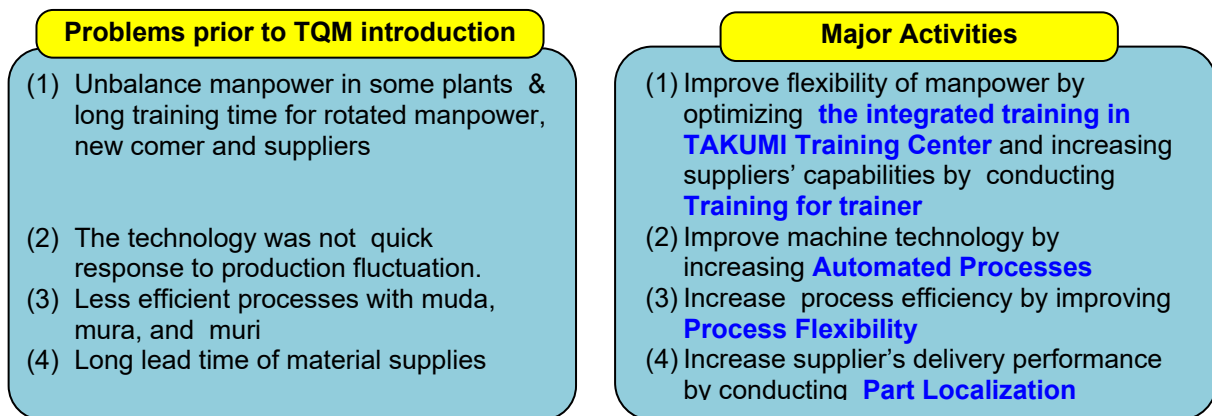 Problems prior to TQM introduction
(1) Unbalance manpower in some plants &
long training time for rotated manpower,
new comer and suppliers
(2) The technology was not quick
response to production fluctuation.
(3) Less efficient processes with muda,
mura, and muri
(4) Long lead time of material supplies
Major Activities
(1) Improve flexibility of manpower by
optimizing the integrated training in
TAKUMI Training Center and increasing
suppliers' capabilities by conducting
Training for trainer
(2) Improve machine technology by
increasing Automated Processes
(3) Increase process efficiency by improving
Process Flexibility
(4) Increase supplier's delivery performance
by conducting Part Localization